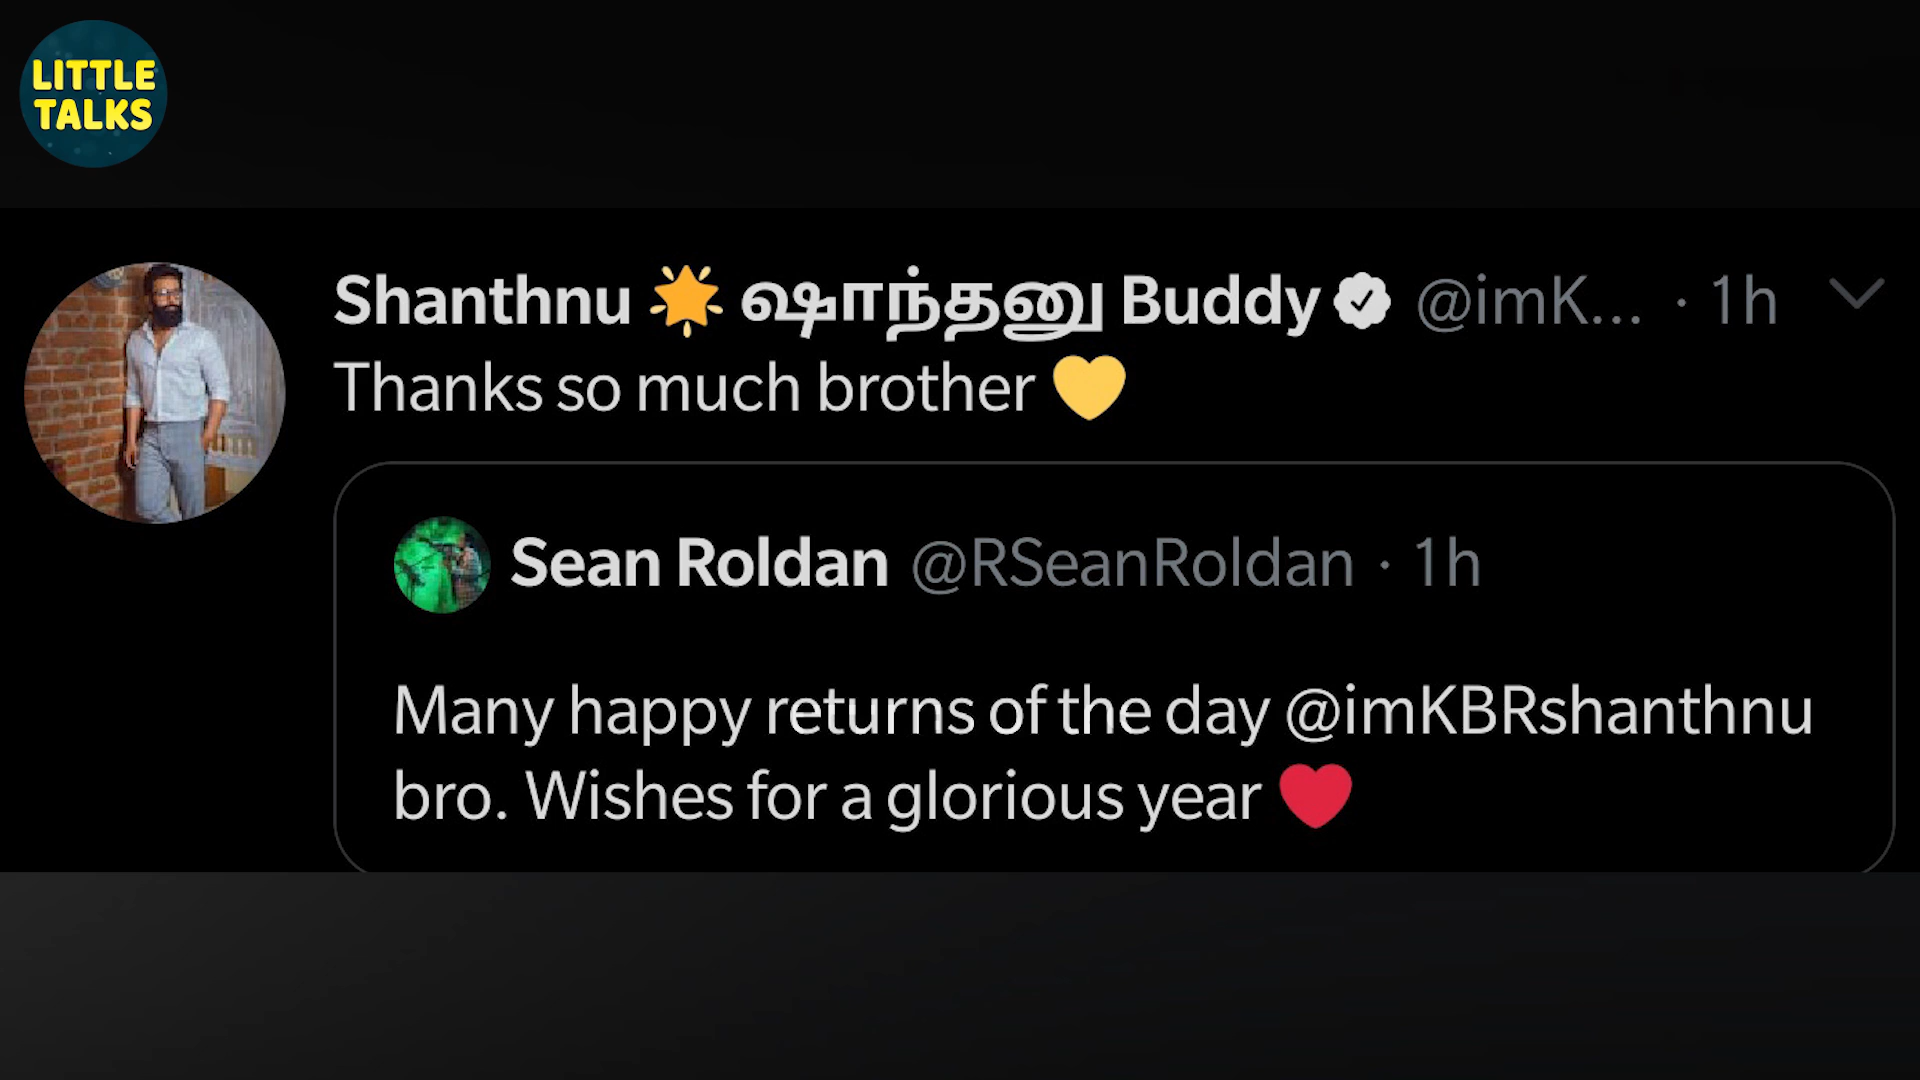 LITTLE
TALKS
Shanthnu 🌟 ஷாந்தனு Buddy @imK... · 1h
Thanks so much brother 💛
Sean Roldan @RSeanRoldan · 1h
Many happy returns of the day @imKBRshanthnu
bro. Wishes for a glorious year ❤️